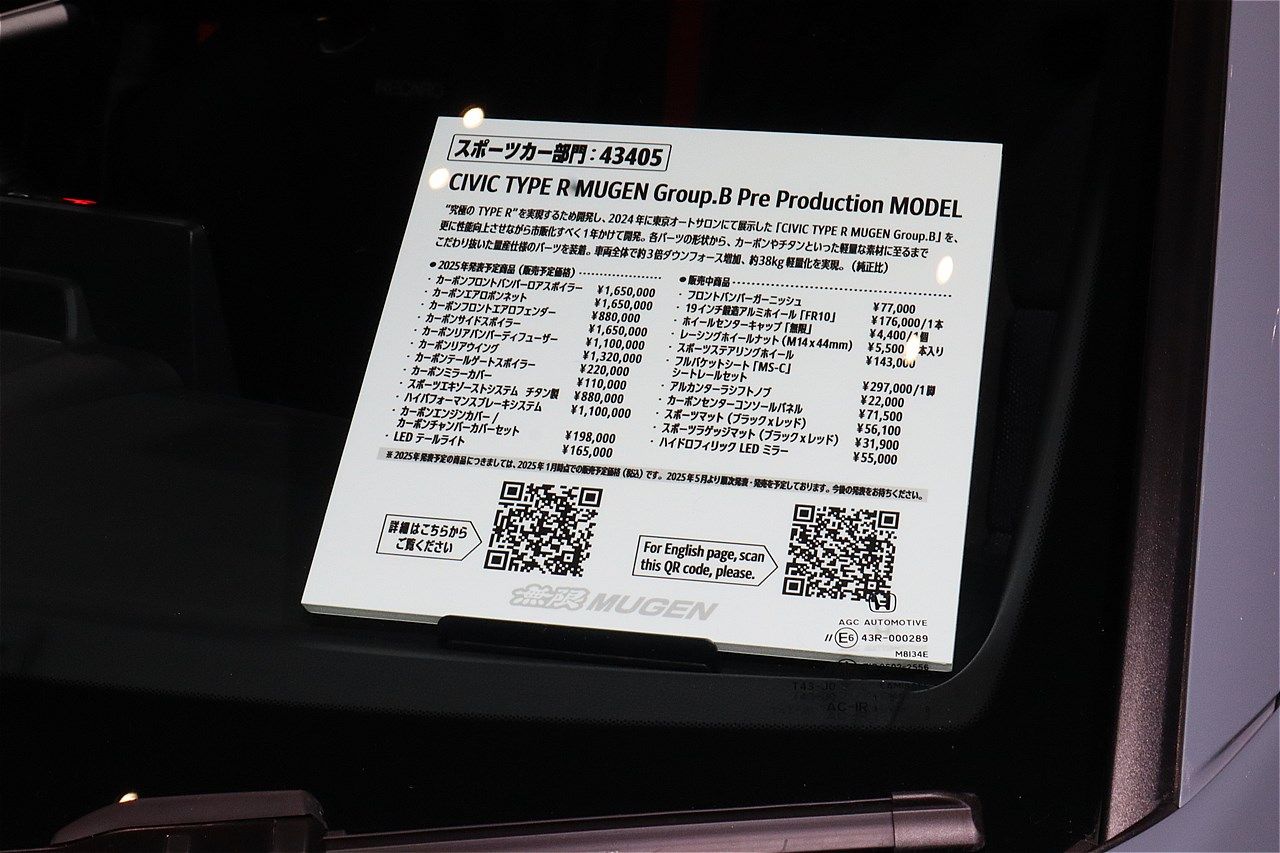 スポーツカー部門：43405
CIVIC TYPE R MUGEN Group.B Pre Production MODEL
“究極の TYPE R”を実現するため開発し、2024年に東京オートサロンにて展示した「CIVIC TYPE R MUGEN Group.B」を、
更に性能向上させながら市販化すべく1年かけて開発。各パーツの形状から、カーボンやチタンといった軽量な素材に至るまで
こだわり抜いた量産仕様のパーツを装着。車両全体で約3倍ダウンフォース増加、約38kg軽量化を実現。（純正比）
●2025年発表予定商品（販売予定価格）
・カーボンフロントバンパーロアスポイラー ¥1,650,000
・カーボンエアロボンネット ¥1,650,000
・カーボンフロントエアロフェンダー ¥880,000
・カーボンサイドスポイラー ¥1,650,000
・カーボンリアバンパーディフューザー ¥1,100,000
・カーボンリアウイング ¥1,320,000
・カーボンテールゲートスポイラー ¥220,000
・カーボンミラーカバー ¥110,000
・スポーツエキゾーストシステム チタン製 ¥880,000
・ハイパフォーマンスブレーキシステム ¥1,100,000
・カーボンエンジンカバー /
カーボンチャンバーカバーセット ¥198,000
・LED テールライト ¥165,000
●販売中商品
・フロントバンパーガーニッシュ ¥77,000
・19インチ鍛造アルミホイール「FR10」 ¥176,000/1本
・ホイールセンターキャップ「無限」 ¥4,400/1個
・レーシングホイールナット（M14 x 44mm） ¥5,500 本入り
・スポーツステアリングホイール ¥143,000
・フルバケットシート「MS-C」
シートレールセット ¥297,000/1脚
・アルカンターラシフトノブ ¥22,000
・カーボンセンターコンソールパネル ¥71,500
・スポーツマット（ブラック x レッド） ¥56,100
・スポーツラゲッジマット（ブラック x レッド） ¥31,900
・ハイドロフィリック LED ミラー ¥55,000
※2025年発表予定の商品につきましては、2025年1月時点での販売予定価格（税込）です。2025年5月より順次発表・発売を予定しております。今後の発表をお待ちください。
詳細はこちらから
ご覧ください
For English page, scan
this QR code, please.
無限 MUGEN
AGC AUTOMOTIVE
// E6 43R-000289
M8134E
AC-IR